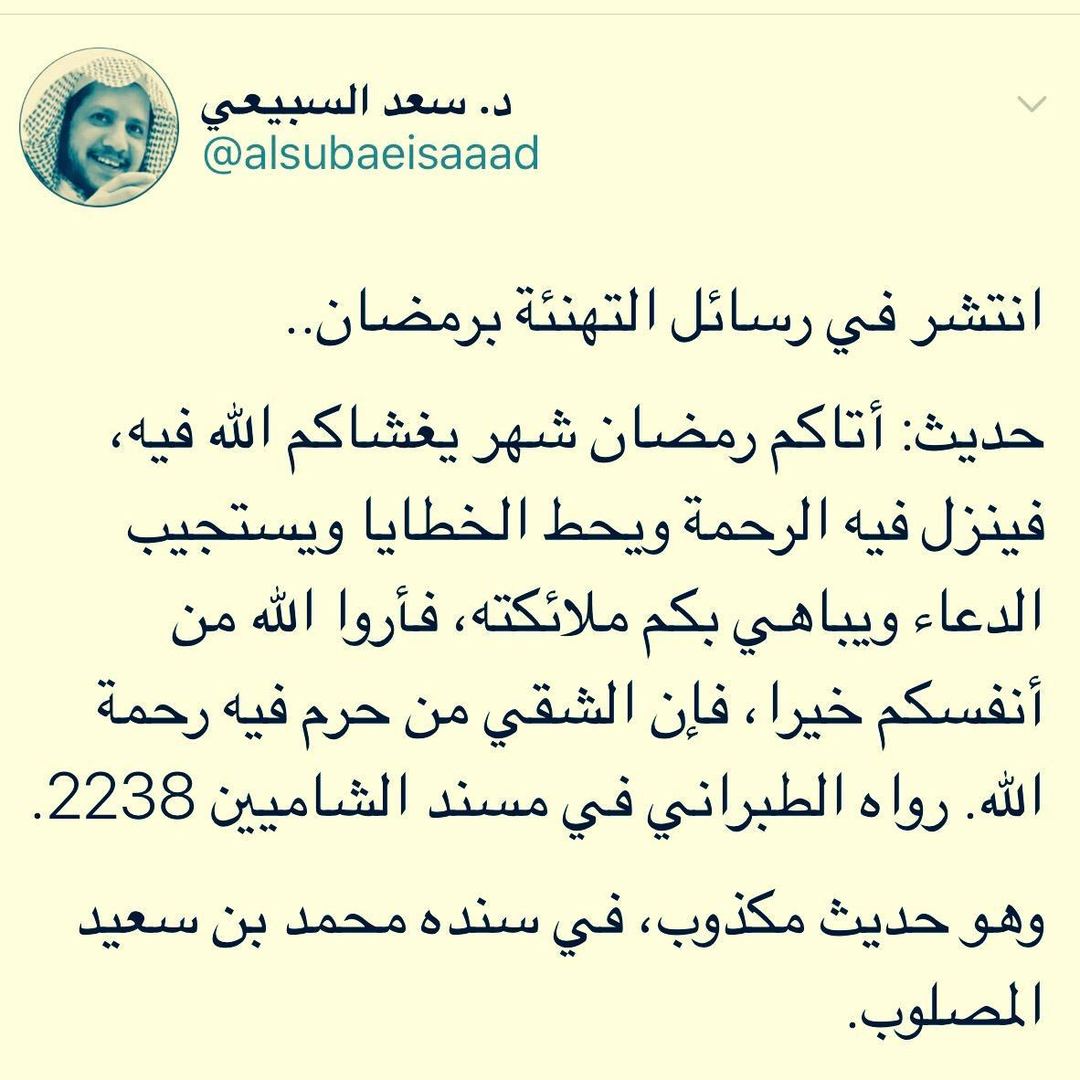 د. سعد السبيعي
@alsubaeisaaad
انتشر في رسائل التهنئة برمضان..
حديث: أتاكم رمضان شهر يغشاكم الله فيه،
فينزل فيه الرحمة ويحط الخطايا ويستجيب
الدعاء ويباهي بكم ملائكته، فأروا الله من
أنفسكم خيرا، فإن الشقي من حرم فيه رحمة
الله. رواه الطبراني في مسند الشاميين 2238.
وهو حديث مكذوب، في سنده محمد بن سعيد
المصلوب.